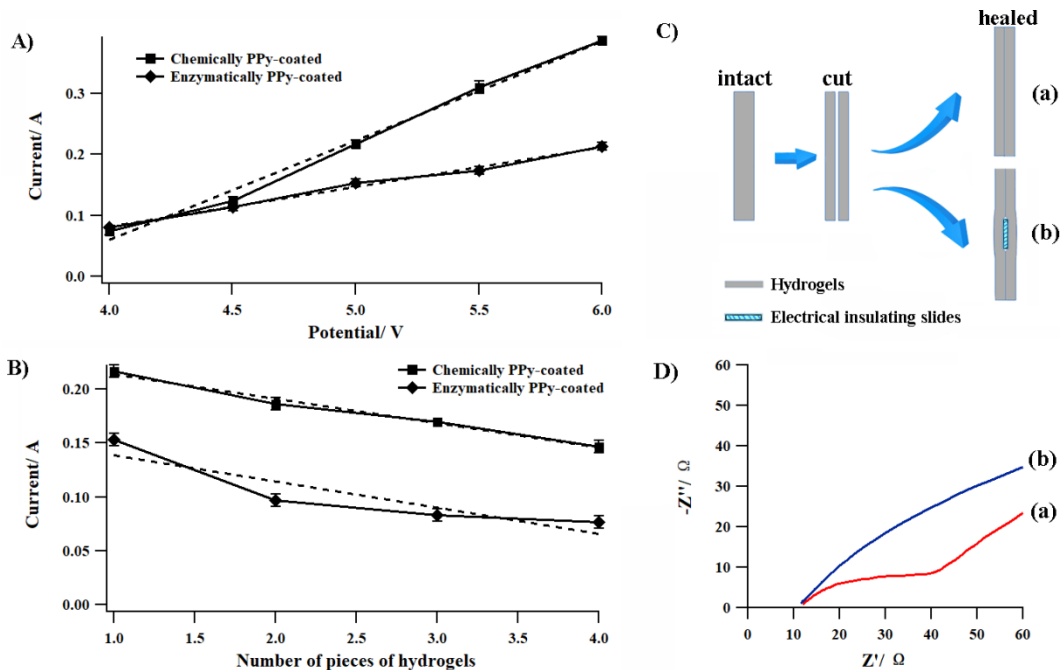 A)
Current/ A
0.3
0.2
0.1
0.0
Chemically PPy-coated
Enzymatically PPy-coated
4.0 4.5 5.0 5.5 6.0
Potential/ V
B)
Current/ A
0.20
0.15
0.10
0.05
0.00
Chemically PPy-coated
Enzymatically PPy-coated
1.0 1.5 2.0 2.5 3.0 3.5 4.0
Number of pieces of hydrogels
C)
healed
intact cut
(a)
(b)
Hydrogels
Electrical insulating slides
D)
-Z''/ Ω
60
50
40
30
20
10
0
(b)
(a)
0 10 20 30 40 50 60
Z'/ Ω